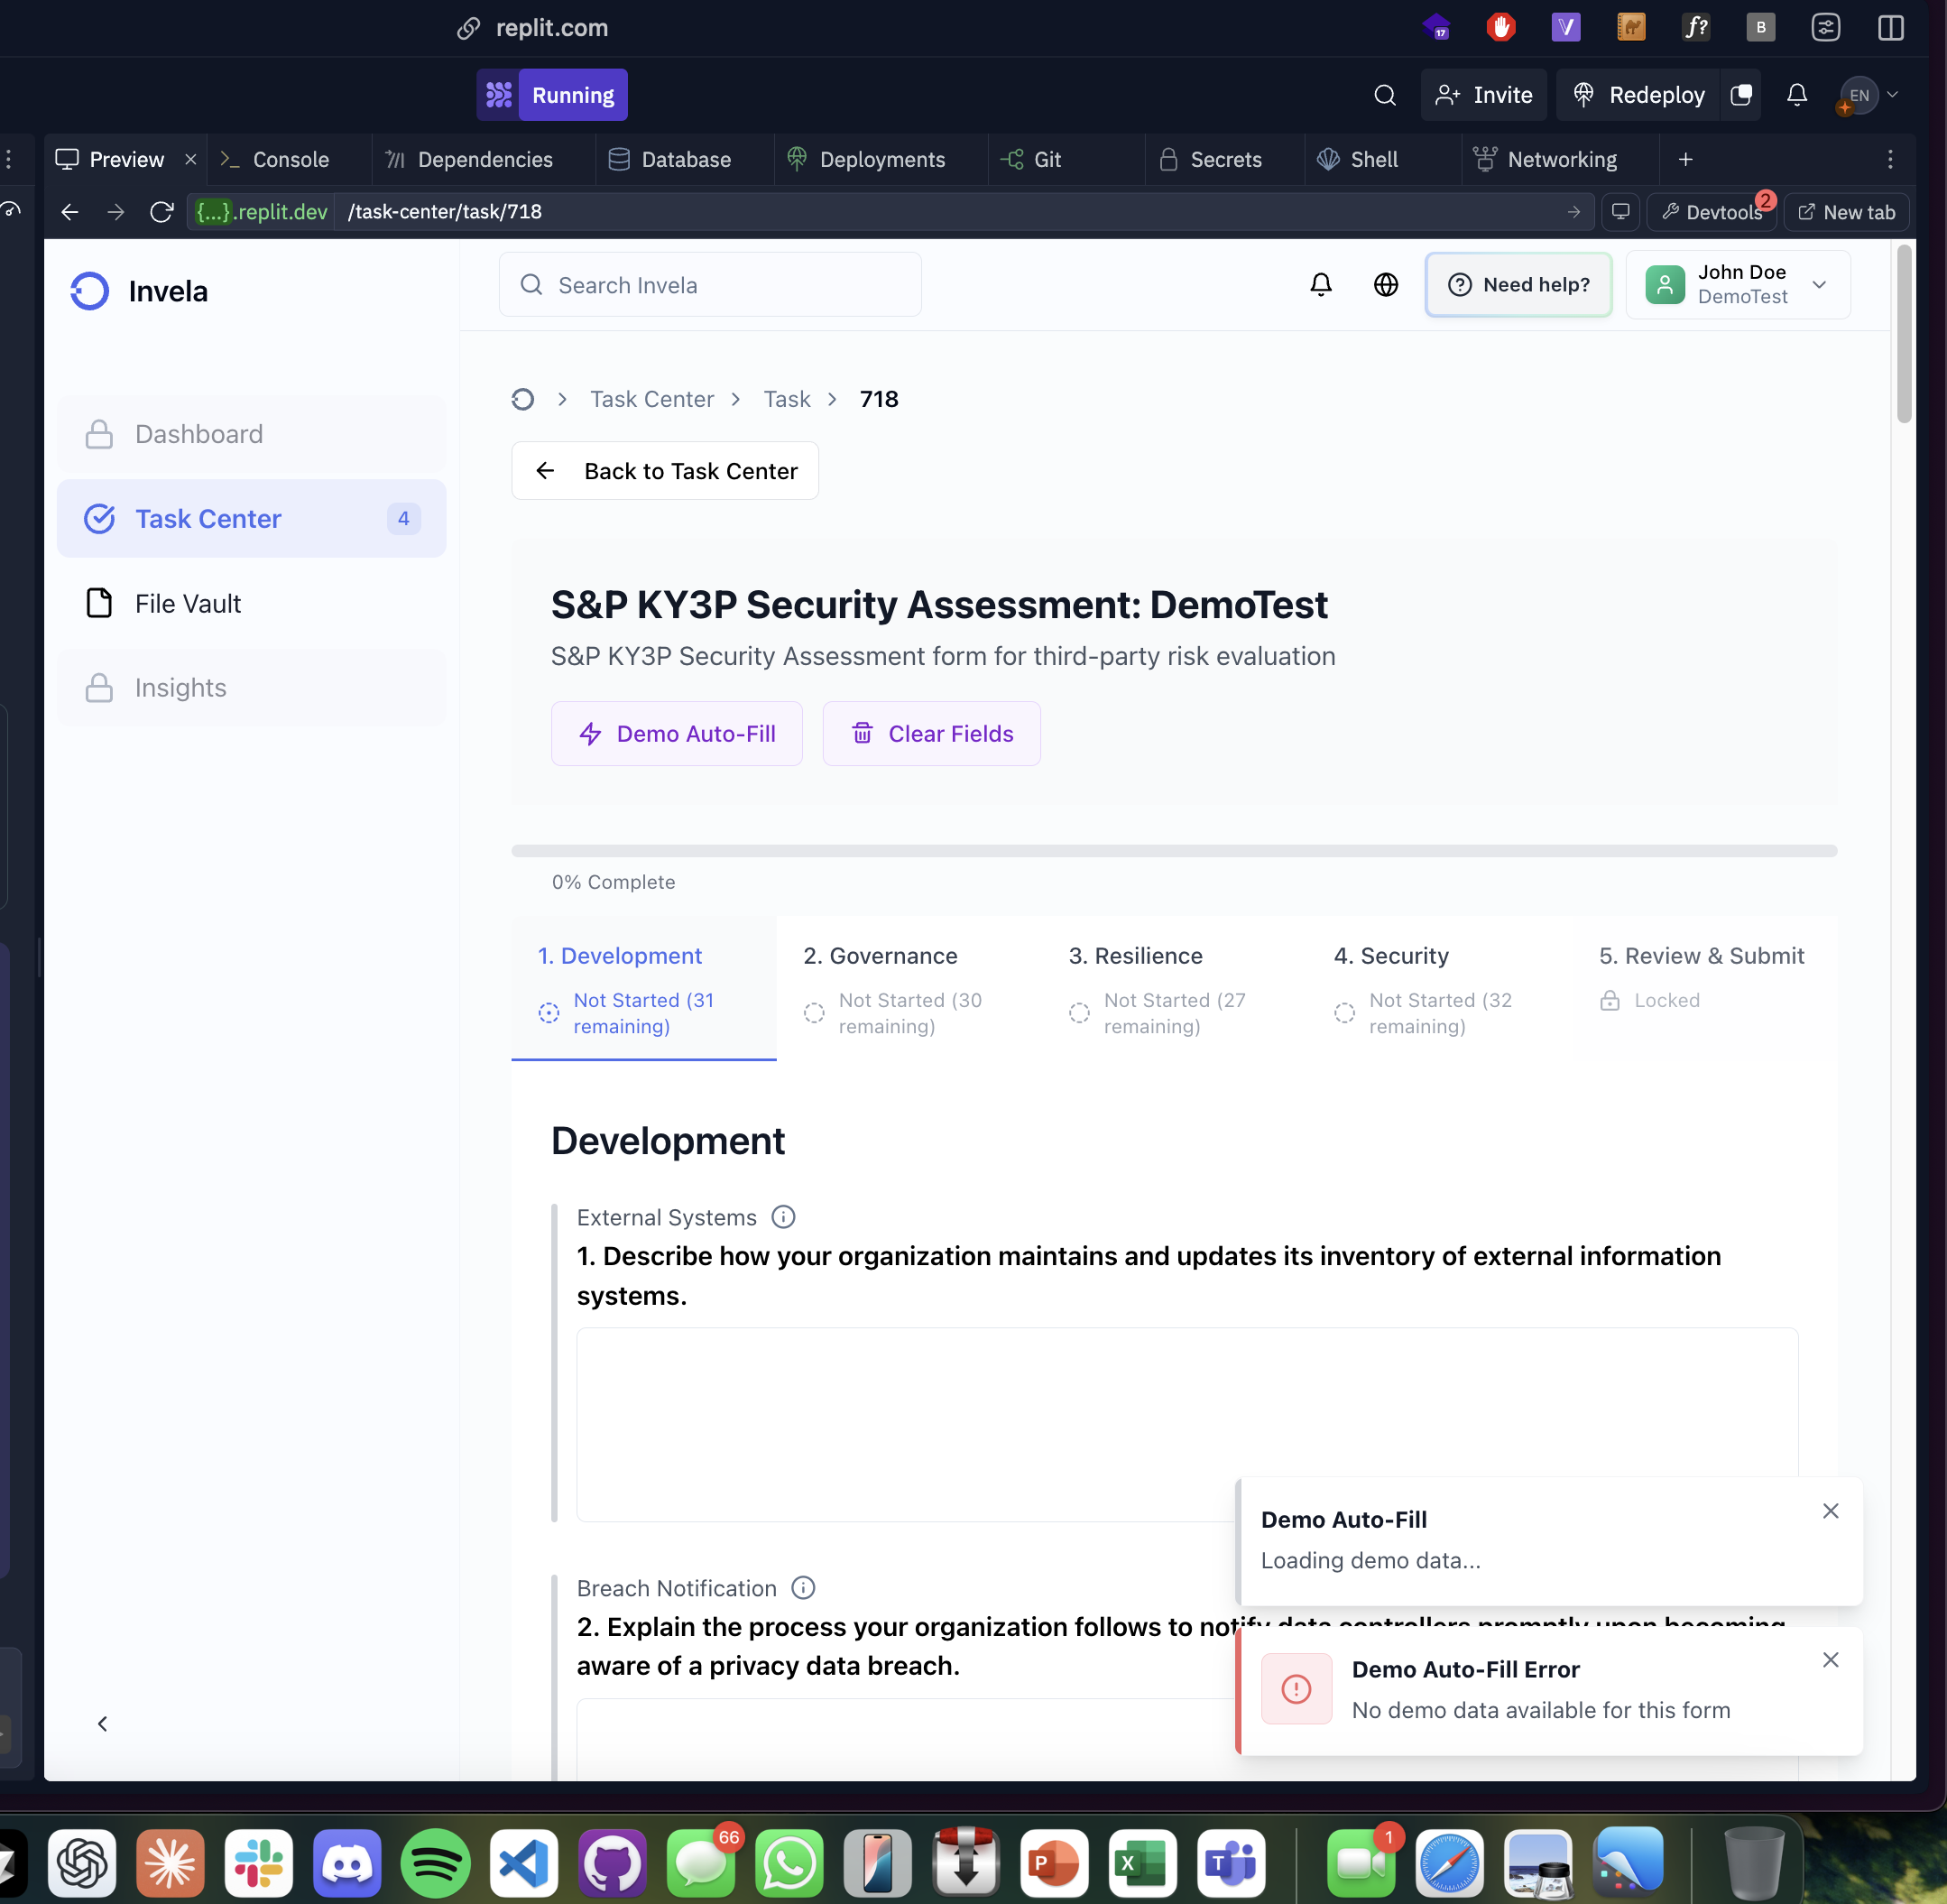 replit.com
17
V
f?
B
Running
Invite
Redeploy
EN
Preview
Console
Dependencies
Database
Deployments
Git
Secrets
Shell
Networking
{...}.replit.dev
/task-center/task/718
Devtools
2
New tab
Invela
Search Invela
Need help?
John Doe
DemoTest
Dashboard
Task Center
4
File Vault
Insights
Task Center
Task
718
Back to Task Center
S&P KY3P Security Assessment: DemoTest
S&P KY3P Security Assessment form for third-party risk evaluation
Demo Auto-Fill
Clear Fields
0% Complete
1. Development
Not Started (31
remaining)
2. Governance
Not Started (30
remaining)
3. Resilience
Not Started (27
remaining)
4. Security
Not Started (32
remaining)
5. Review & Submit
Locked
Development
External Systems
1. Describe how your organization maintains and updates its inventory of external information
systems.
Breach Notification
2. Explain the process your organization follows to notify data controllers promptly upon becoming
aware of a privacy data breach.
Demo Auto-Fill
Loading demo data...
Demo Auto-Fill Error
No demo data available for this form
66
P
X
T
1